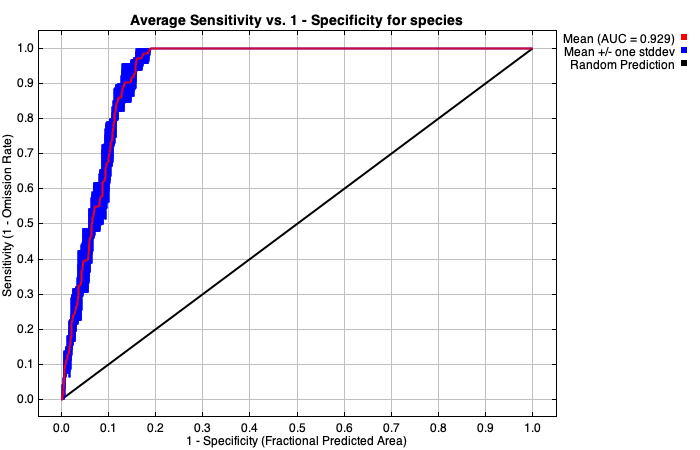 Average Sensitivity vs. 1 - Specificity for species
Mean (AUC = 0.929)
Mean +/- one stddev
Random Prediction
Sensitivity (1 - Omission Rate)
1.0
0.9
0.8
0.7
0.6
0.5
0.4
0.3
0.2
0.1
0.0
0.0 0.1 0.2 0.3 0.4 0.5 0.6 0.7 0.8 0.9 1.0
1 - Specificity (Fractional Predicted Area)